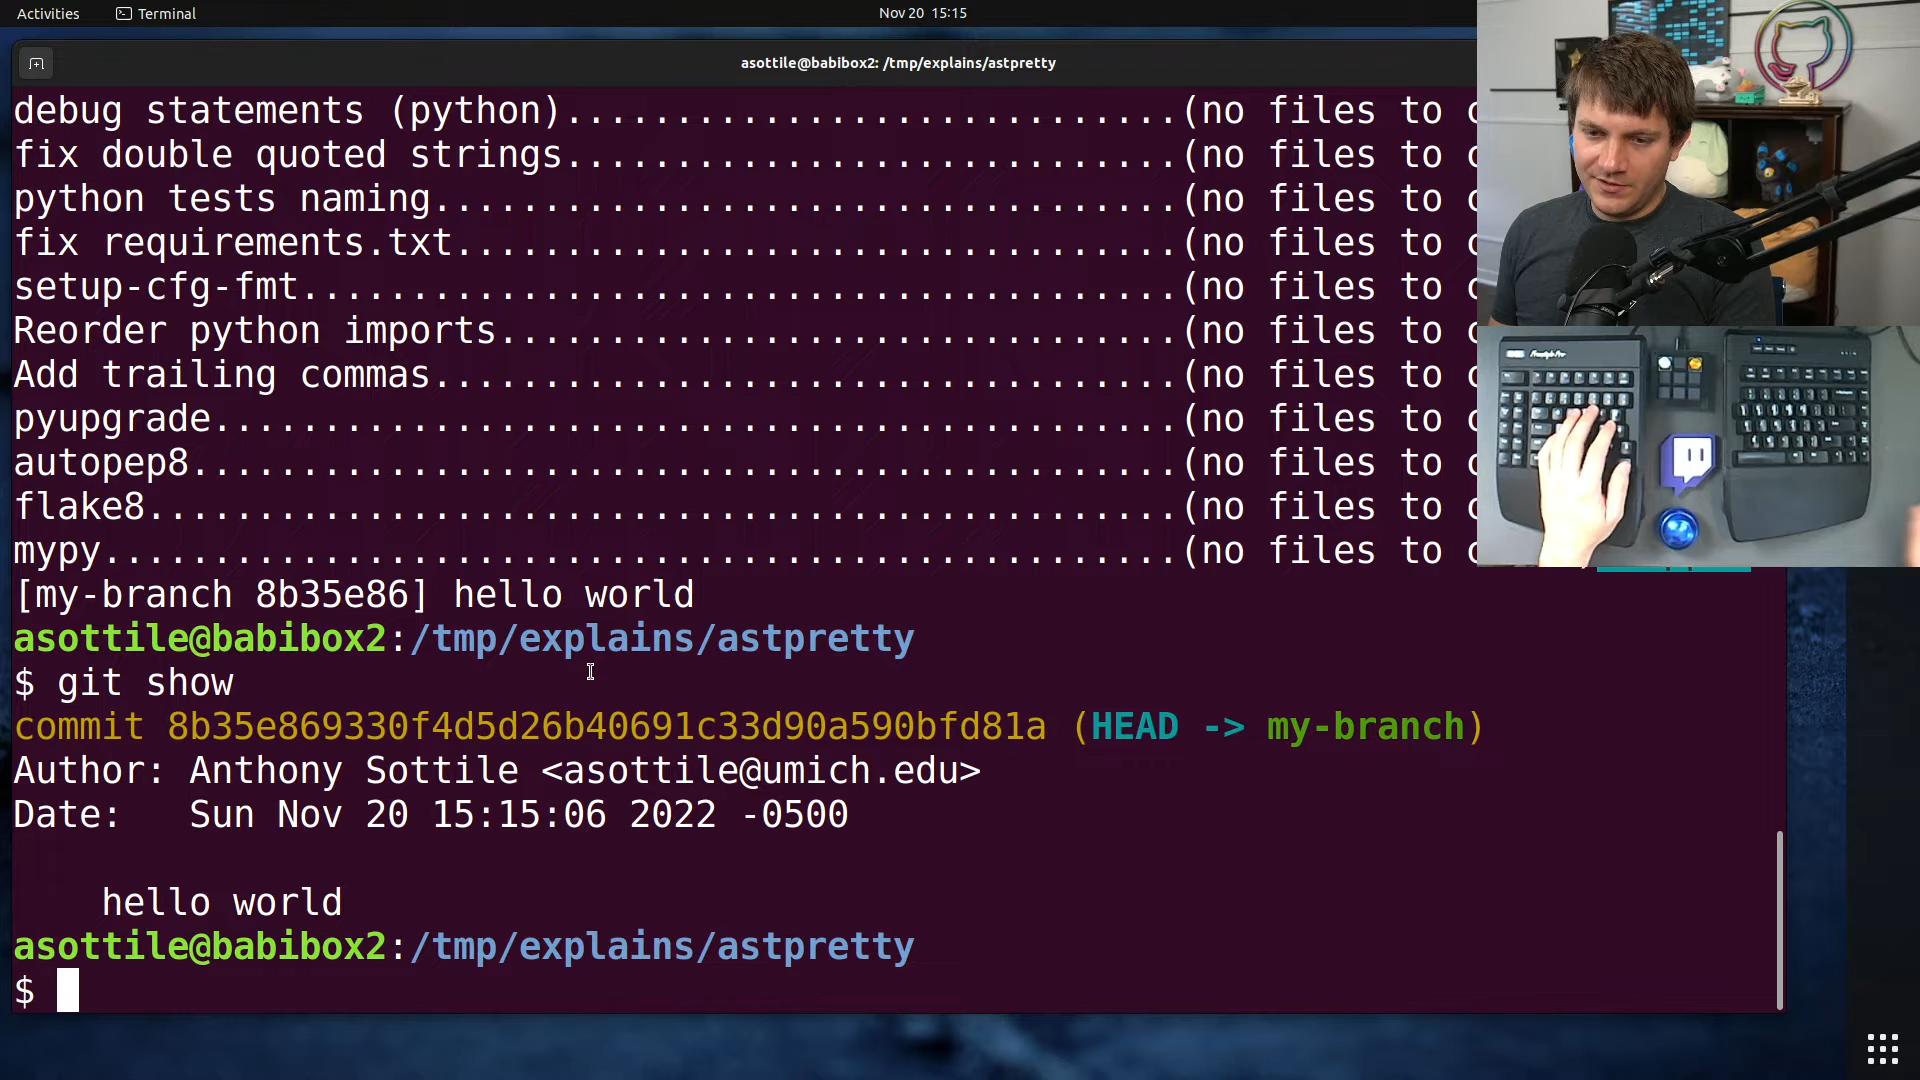 Activities Terminal Nov 20 15:15
asottile@babibox2: /tmp/explains/astpretty
debug statements (python)............................(no files to c
fix double quoted strings............................(no files to c
python tests naming..................................(no files to c
fix requirements.txt.................................(no files to c
setup-cfg-fmt........................................(no files to c
Reorder python imports...............................(no files to c
Add trailing commas..................................(no files to c
pyupgrade............................................(no files to c
autopep8.............................................(no files to c
flake8...............................................(no files to c
mypy.................................................(no files to c
[my-branch 8b35e86] hello world
asottile@babibox2:/tmp/explains/astpretty
$ git show
commit 8b35e869330f4d5d26b40691c33d90a590bfd81a (HEAD -> my-branch)
Author: Anthony Sottile <asottile@umich.edu>
Date:   Sun Nov 20 15:15:06 2022 -0500
hello world
asottile@babibox2:/tmp/explains/astpretty
$